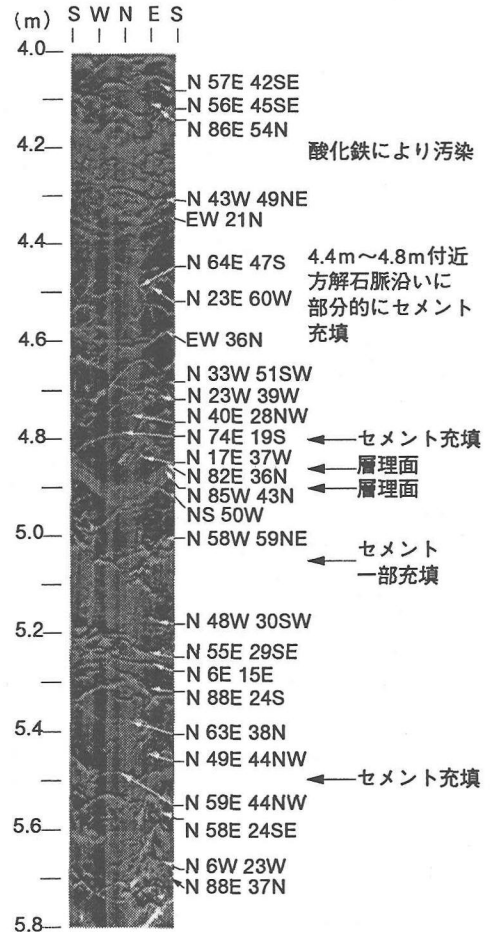 (m) S W N E S
4.0
N 57E 42SE
N 56E 45SE
N 86E 54N
4.2
酸化鉄により汚染
N 43W 49NE
EW 21N
4.4
N 64E 47S
4.4m～4.8m付近
方解石脈沿いに
部分的にセメント
充填
N 23E 60W
4.6
EW 36N
N 33W 51SW
N 23W 39W
N 40E 28NW
4.8
N 74E 19S
セメント充填
N 17E 37W
層理面
N 82E 36N
N 85W 43N
層理面
NS 50W
5.0
N 58W 59NE
セメント
一部充填
N 48W 30SW
5.2
N 55E 29SE
N 6E 15E
N 88E 24S
5.4
N 63E 38N
N 49E 44NW
セメント充填
N 59E 44NW
5.6
N 58E 24SE
N 6W 23W
N 88E 37N
5.8